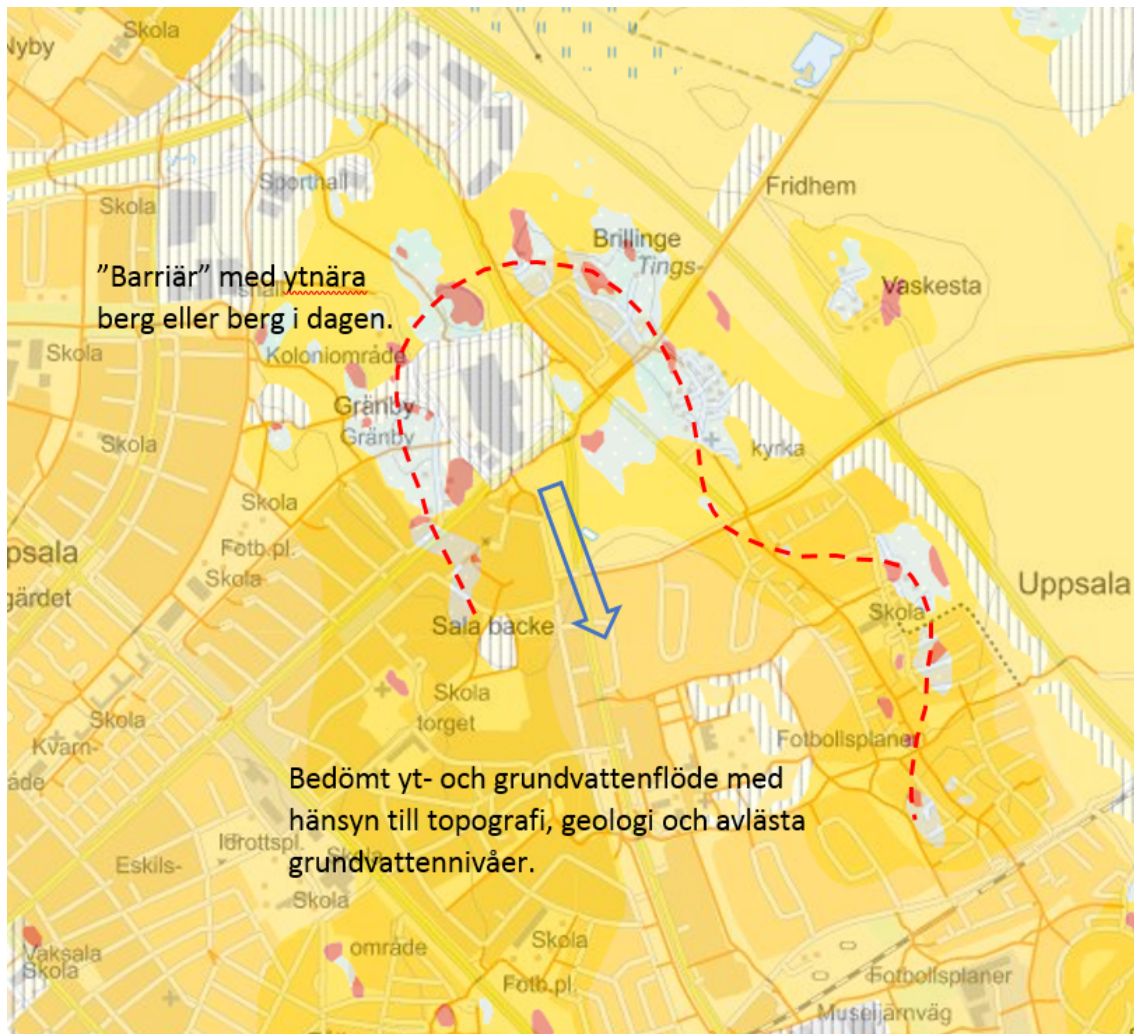 Skola
Nyby
Sporthall
Skola
Fridhem
Brillinge
Tings-
Vaskesta
”Barriär” med ytnära
berg eller berg i dagen.
Skola
Koloniområde
Gränby
Gränby
Skola
kyrka
Skola
Fotb.pl.
Skola
psala
gärdet
Uppsala
Skola
Sala backe
Skola
torget
Skola
Kvarn-
Fotbollsplaner
Bedömt yt- och grundvattenflöde med
hänsyn till topografi, geologi och avlästa
grundvattennivåer.
Idrottspl.
Skola
Eskils-
Skola
Vaksala
Skola
område
Skola
Fotb.pl.
Fotbollsplaner
Museijärnväg